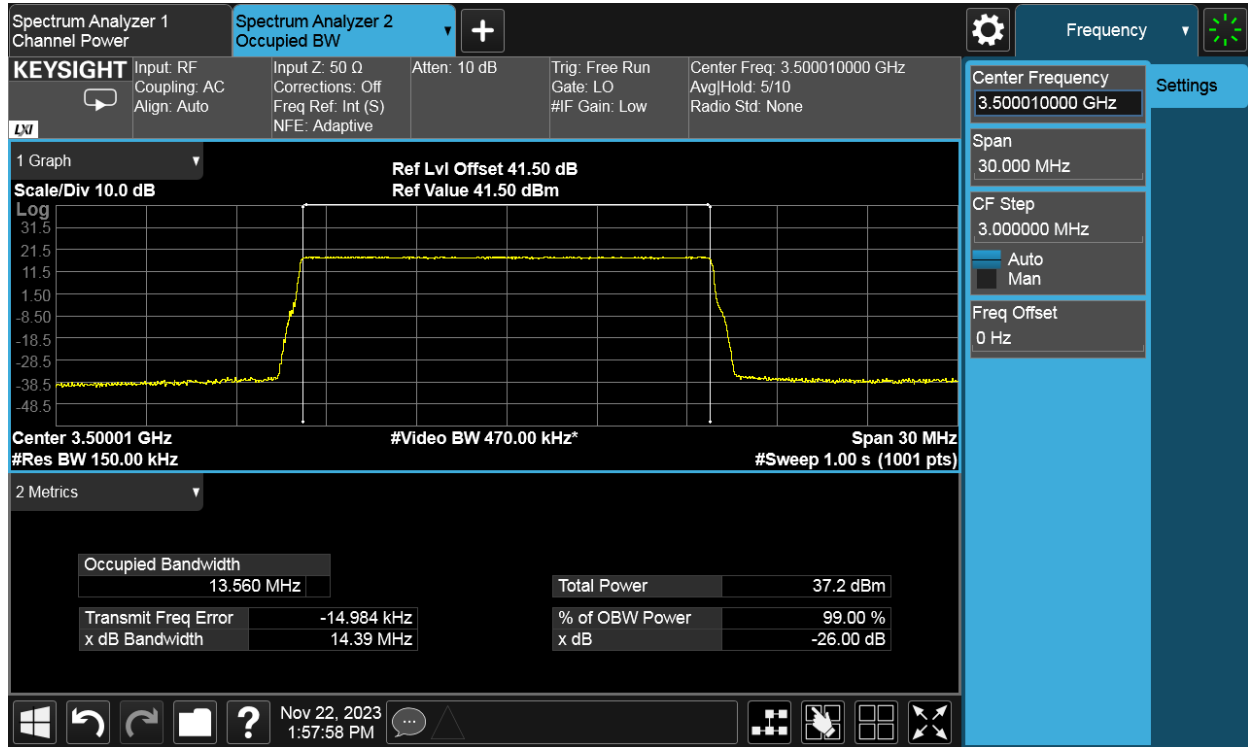 Spectrum Analyzer 1
Channel Power
Spectrum Analyzer 2
Occupied BW
+
Frequency
KEYSIGHT
LXI
Input: RF
Coupling: AC
Align: Auto
Input Z: 50 Ω
Corrections: Off
Freq Ref: Int (S)
NFE: Adaptive
Atten: 10 dB
Trig: Free Run
Gate: LO
#IF Gain: Low
Center Freq: 3.500010000 GHz
Avg|Hold: 5/10
Radio Std: None
Center Frequency
3.500010000 GHz
Settings
Span
30.000 MHz
CF Step
3.000000 MHz
Auto
Man
Freq Offset
0 Hz
1 Graph
Scale/Div 10.0 dB
Ref Lvl Offset 41.50 dB
Ref Value 41.50 dBm
Log
31.5
21.5
11.5
1.50
-8.50
-18.5
-28.5
-38.5
-48.5
Center 3.50001 GHz
#Res BW 150.00 kHz
#Video BW 470.00 kHz*
Span 30 MHz
#Sweep 1.00 s (1001 pts)
2 Metrics
Occupied Bandwidth
13.560 MHz
Total Power 37.2 dBm
Transmit Freq Error -14.984 kHz
% of OBW Power 99.00 %
x dB Bandwidth 14.39 MHz
x dB -26.00 dB
?
Nov 22, 2023
1:57:58 PM